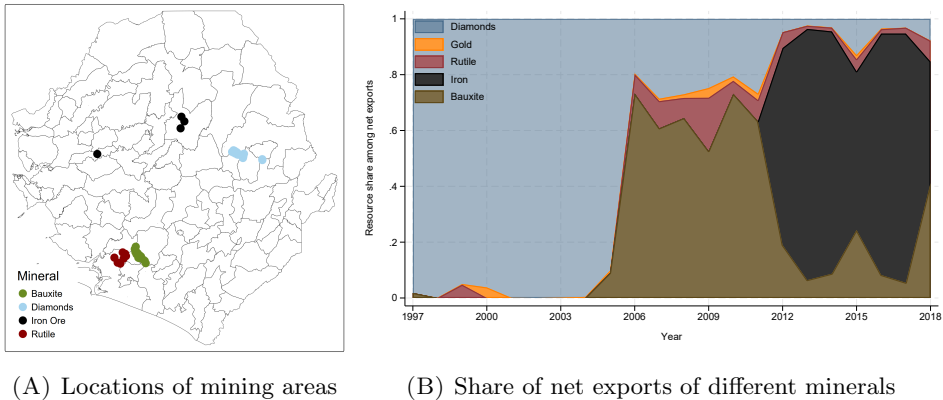 Mineral
Bauxite
Diamonds
Iron Ore
Rutile
(A) Locations of mining areas
Resource share among net exports
1
.8
.6
.4
.2
0
Diamonds
Gold
Rutile
Iron
Bauxite
1997
2000
2003
2006
2009
2012
2015
2018
Year
(B) Share of net exports of different minerals